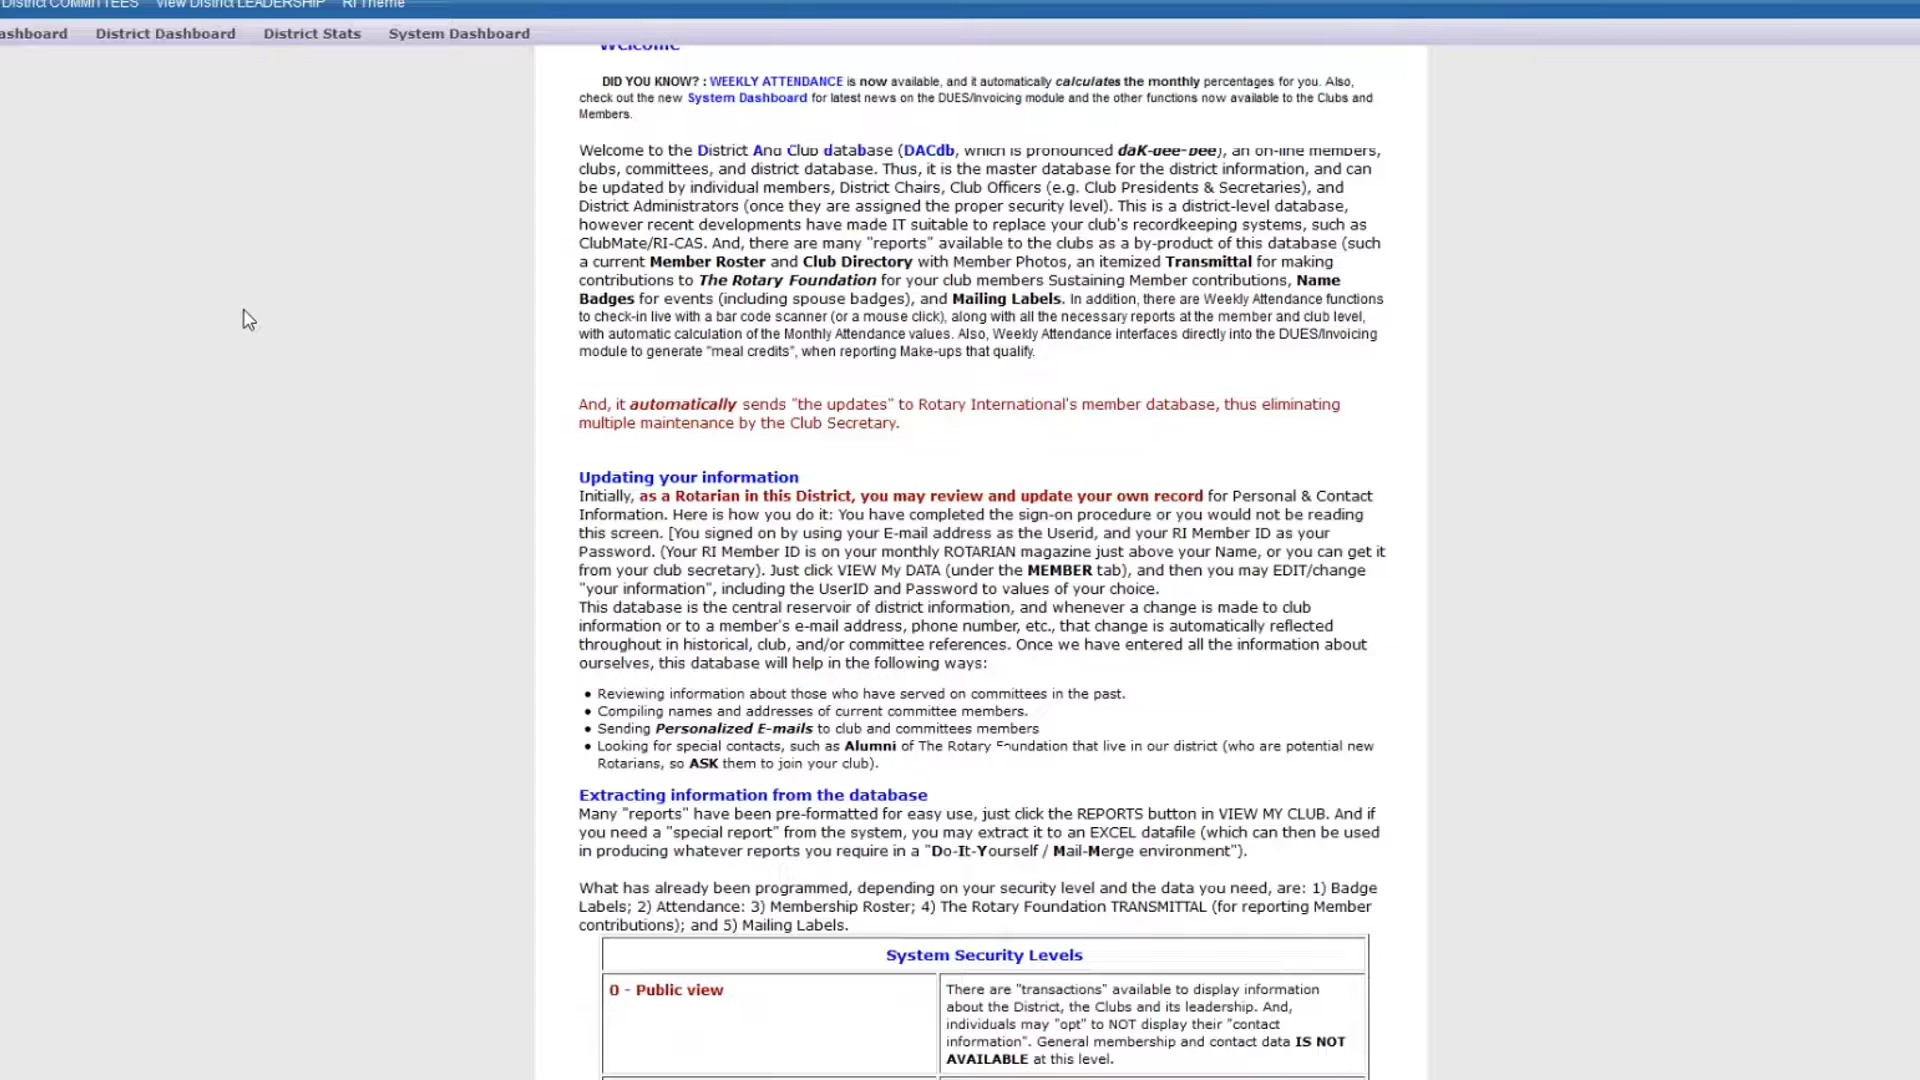 District COMMITTEES View District LEADERSHIP RI Theme
ashboard District Dashboard District Stats System Dashboard
Welcome
DID YOU KNOW? : WEEKLY ATTENDANCE is now available, and it automatically calculates the monthly percentages for you. Also,
check out the new System Dashboard for latest news on the DUES/Invoicing module and the other functions now available to the Clubs and
Members.
Welcome to the District And Club database (DACdb, which is pronounced daK-dee-bee), an on-line members,
clubs, committees, and district database. Thus, it is the master database for the district information, and can
be updated by individual members, District Chairs, Club Officers (e.g. Club Presidents & Secretaries), and
District Administrators (once they are assigned the proper security level). This is a district-level database,
however recent developments have made IT suitable to replace your club's recordkeeping systems, such as
ClubMate/RI-CAS. And, there are many "reports" available to the clubs as a by-product of this database (such
a current Member Roster and Club Directory with Member Photos, an itemized Transmittal for making
contributions to The Rotary Foundation for your club members Sustaining Member contributions, Name
Badges for events (including spouse badges), and Mailing Labels. In addition, there are Weekly Attendance functions
to check-in live with a bar code scanner (or a mouse click), along with all the necessary reports at the member and club level,
with automatic calculation of the Monthly Attendance values. Also, Weekly Attendance interfaces directly into the DUES/Invoicing
module to generate "meal credits", when reporting Make-ups that qualify.
And, it automatically sends "the updates" to Rotary International's member database, thus eliminating
multiple maintenance by the Club Secretary.
Updating your information
Initially, as a Rotarian in this District, you may review and update your own record for Personal & Contact
Information. Here is how you do it: You have completed the sign-on procedure or you would not be reading
this screen. [You signed on by using your E-mail address as the Userid, and your RI Member ID as your
Password. (Your RI Member ID is on your monthly ROTARIAN magazine just above your Name, or you can get it
from your club secretary). Just click VIEW My DATA (under the MEMBER tab), and then you may EDIT/change
"your information", including the UserID and Password to values of your choice.
This database is the central reservoir of district information, and whenever a change is made to club
information or to a member's e-mail address, phone number, etc., that change is automatically reflected
throughout in historical, club, and/or committee references. Once we have entered all the information about
ourselves, this database will help in the following ways:
• Reviewing information about those who have served on committees in the past.
• Compiling names and addresses of current committee members.
• Sending Personalized E-mails to club and committees members
• Looking for special contacts, such as Alumni of The Rotary Foundation that live in our district (who are potential new
Rotarians, so ASK them to join your club).
Extracting information from the database
Many "reports" have been pre-formatted for easy use, just click the REPORTS button in VIEW MY CLUB. And if
you need a "special report" from the system, you may extract it to an EXCEL datafile (which can then be used
in producing whatever reports you require in a "Do-It-Yourself / Mail-Merge environment").
What has already been programmed, depending on your security level and the data you need, are: 1) Badge
Labels; 2) Attendance: 3) Membership Roster; 4) The Rotary Foundation TRANSMITTAL (for reporting Member
contributions); and 5) Mailing Labels.
System Security Levels
0 - Public view
There are "transactions" available to display information
about the District, the Clubs and its leadership. And,
individuals may "opt" to NOT display their "contact
information". General membership and contact data IS NOT
AVAILABLE at this level.